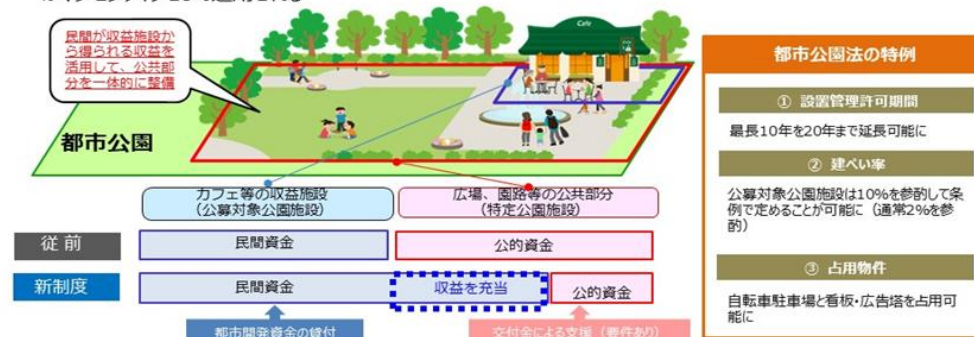 民間が収益施設か
ら得られる収益を
活用して、公共部
分を一体的に整備
Cafe
都市公園
カフェ等の収益施設
(公募対象公園施設)
広場、園路等の公共部分
(特定公園施設)
従前
民間資金
公的資金
新制度
民間資金
収益を充当
公的資金
都市開発資金の貸付
交付金による支援(要件あり)
都市公園法の特例
① 設置管理許可期間
最長10年を20年まで延長可能に
② 建ぺい率
公募対象公園施設は10%を参酌して条
例で定めることが可能に(通常2%を参
酌)
③ 占用物件
自転車駐車場と看板・広告塔を占用可
能に